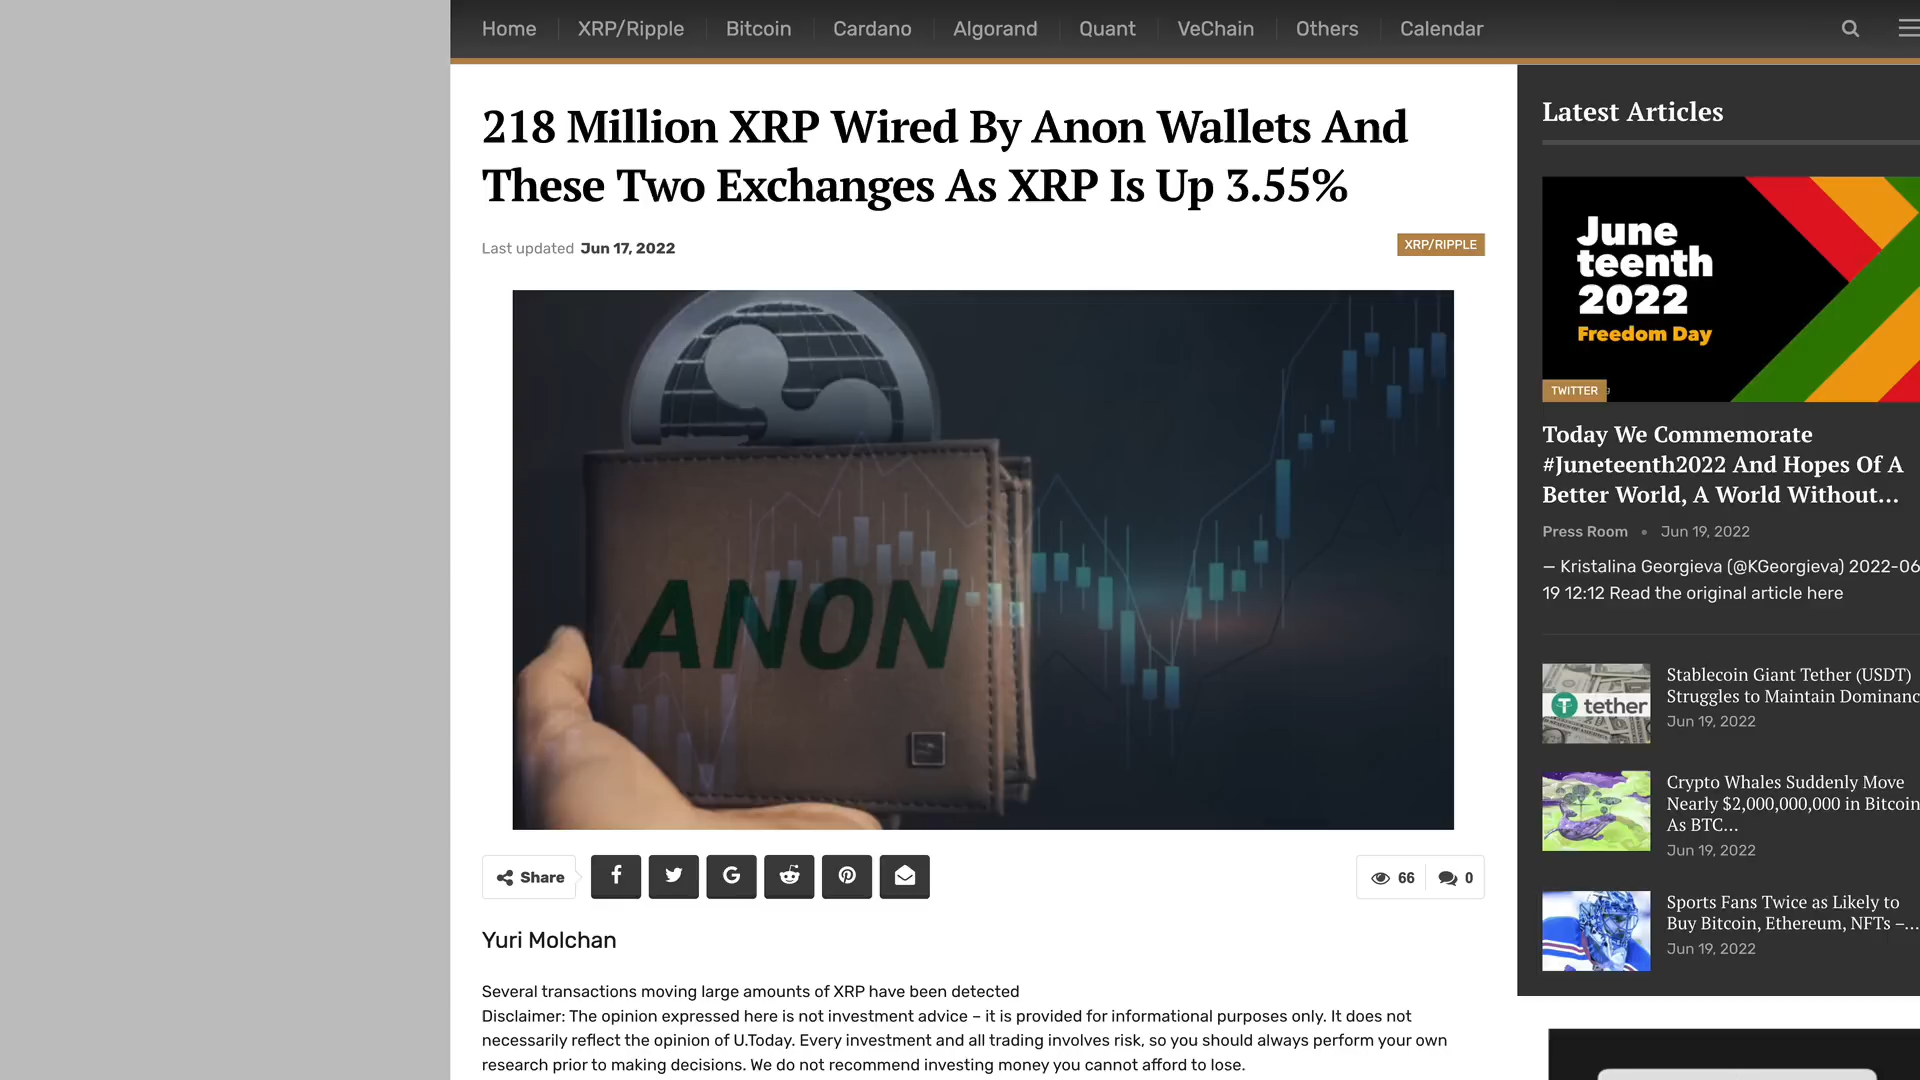 Home
XRP/Ripple
Bitcoin
Cardano
Algorand
Quant
VeChain
Others
Calendar
218 Million XRP Wired By Anon Wallets And
These Two Exchanges As XRP Is Up 3.55%
Last updated Jun 17, 2022
XRP/RIPPLE
ANON
Share
66
0
Yuri Molchan
Several transactions moving large amounts of XRP have been detected
Disclaimer: The opinion expressed here is not investment advice – it is provided for informational purposes only. It does not
necessarily reflect the opinion of U.Today. Every investment and all trading involves risk, so you should always perform your own
research prior to making decisions. We do not recommend investing money you cannot afford to lose.
Latest Articles
June
teenth
2022
Freedom Day
TWITTER
Today We Commemorate
#Juneteenth2022 And Hopes Of A
Better World, A World Without...
Press Room • Jun 19, 2022
— Kristalina Georgieva (@KGeorgieva) 2022-06
19 12:12 Read the original article here
tether
Stablecoin Giant Tether (USDT)
Struggles to Maintain Dominanc
Jun 19, 2022
Crypto Whales Suddenly Move
Nearly $2,000,000,000 in Bitcoin
As BTC...
Jun 19, 2022
Sports Fans Twice as Likely to
Buy Bitcoin, Ethereum, NFTs –...
Jun 19, 2022